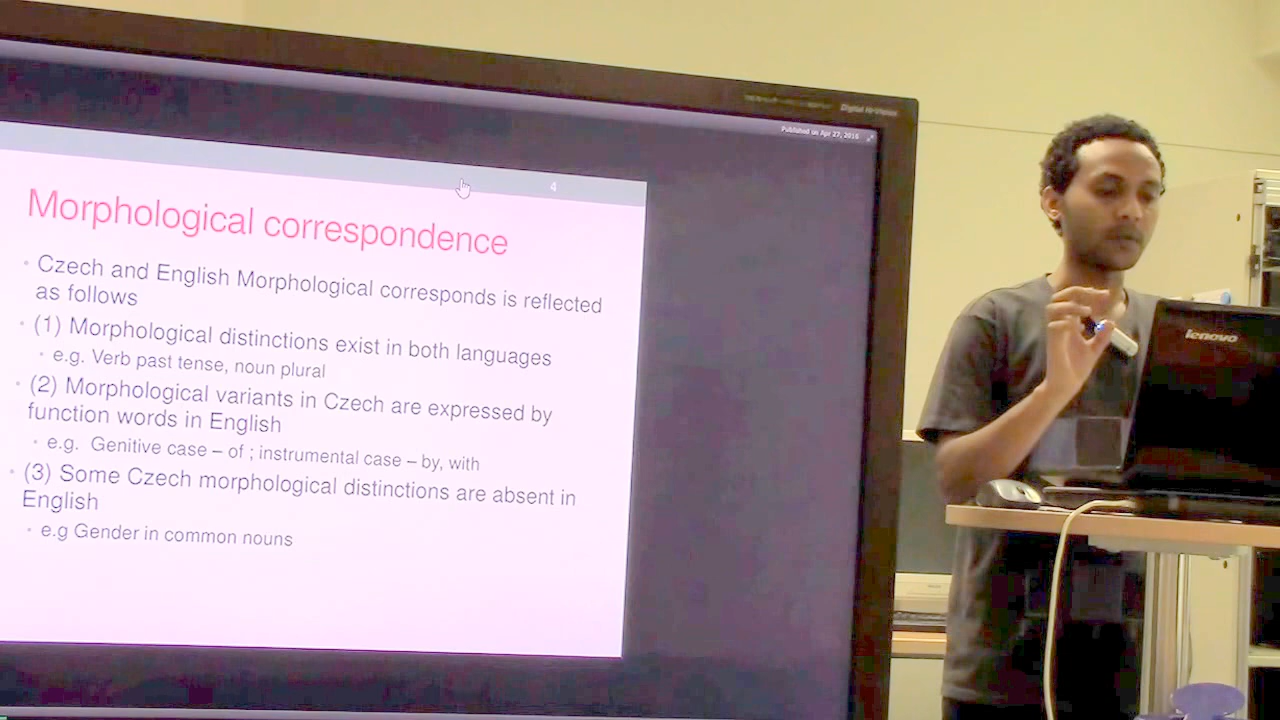 Digital Hi-Vision
Published on Apr 27, 2016
4
Morphological correspondence
• Czech and English Morphological corresponds is reflected
as follows
• (1) Morphological distinctions exist in both languages
• e.g. Verb past tense, noun plural
• (2) Morphological variants in Czech are expressed by
function words in English
• e.g. Genitive case – of ; instrumental case – by, with
• (3) Some Czech morphological distinctions are absent in
English
• e.g Gender in common nouns
lenovo